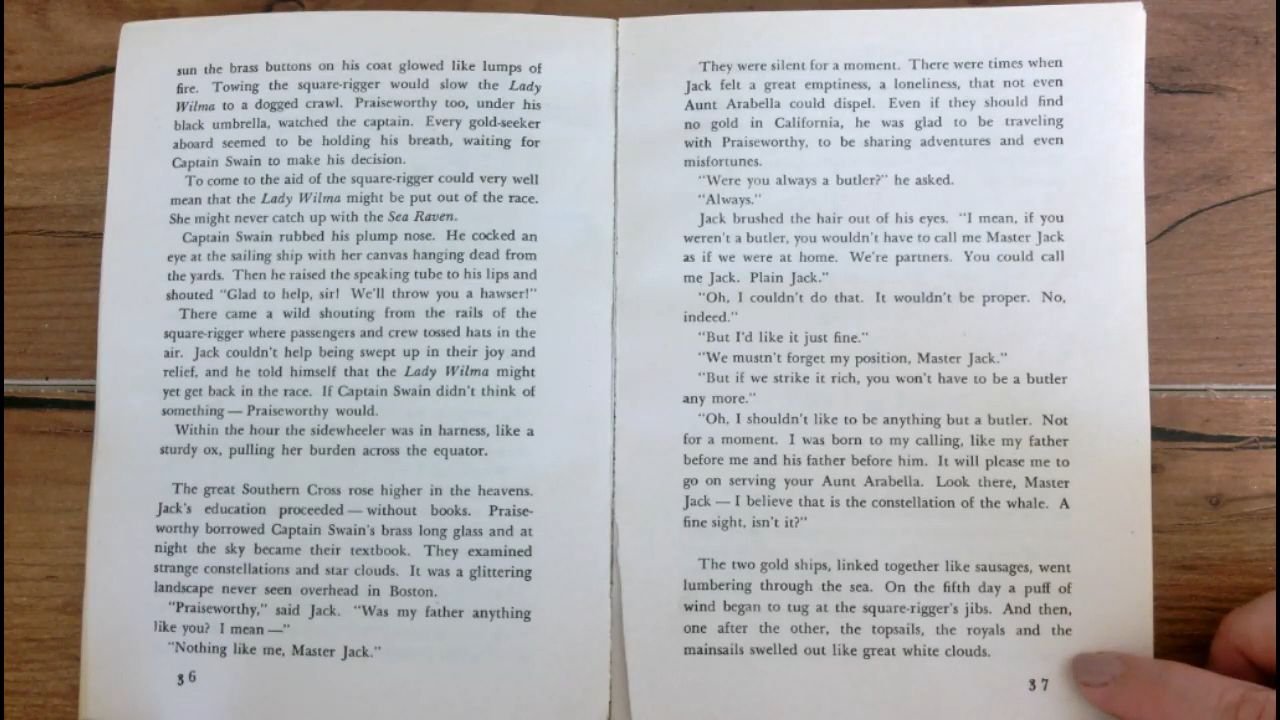 sun the brass buttons on his coat glowed like lumps of
fire. Towing the square-rigger would slow the Lady
Wilma to a dogged crawl. Praiseworthy too, under his
black umbrella, watched the captain. Every gold-seeker
aboard seemed to be holding his breath, waiting for
Captain Swain to make his decision.
To come to the aid of the square-rigger could very well
mean that the Lady Wilma might be put out of the race.
She might never catch up with the Sea Raven.
Captain Swain rubbed his plump nose. He cocked an
eye at the sailing ship with her canvas hanging dead from
the yards. Then he raised the speaking tube to his lips and
shouted "Glad to help, sir! We'll throw you a hawser!"
There came a wild shouting from the rails of the
square-rigger where passengers and crew tossed hats in the
air. Jack couldn't help being swept up in their joy and
relief, and he told himself that the Lady Wilma might
yet get back in the race. If Captain Swain didn't think of
something — Praiseworthy would.
Within the hour the sidewheeler was in harness, like a
sturdy ox, pulling her burden across the equator.
The great Southern Cross rose higher in the heavens.
Jack's education proceeded — without books. Praise-
worthy borrowed Captain Swain's brass long glass and at
night the sky became their textbook. They examined
strange constellations and star clouds. It was a glittering
landscape never seen overhead in Boston.
"Praiseworthy," said Jack. "Was my father anything
like you? I mean —"
"Nothing like me, Master Jack."
36
They were silent for a moment. There were times when
Jack felt a great emptiness, a loneliness, that not even
Aunt Arabella could dispel. Even if they should find
no gold in California, he was glad to be traveling
with Praiseworthy, to be sharing adventures and even
misfortunes.
"Were you always a butler?" he asked.
"Always."
Jack brushed the hair out of his eyes. "I mean, if you
weren't a butler, you wouldn't have to call me Master Jack
as if we were at home. We're partners. You could call
me Jack. Plain Jack."
"Oh, I couldn't do that. It wouldn't be proper. No,
indeed."
"But I'd like it just fine."
"We mustn't forget my position, Master Jack."
"But if we strike it rich, you won't have to be a butler
any more."
"Oh, I shouldn't like to be anything but a butler. Not
for a moment. I was born to my calling, like my father
before me and his father before him. It will please me to
go on serving your Aunt Arabella. Look there, Master
Jack — I believe that is the constellation of the whale. A
fine sight, isn't it?"
The two gold ships, linked together like sausages, went
lumbering through the sea. On the fifth day a puff of
wind began to tug at the square-rigger's jibs. And then,
one after the other, the topsails, the royals and the
mainsails swelled out like great white clouds.
37